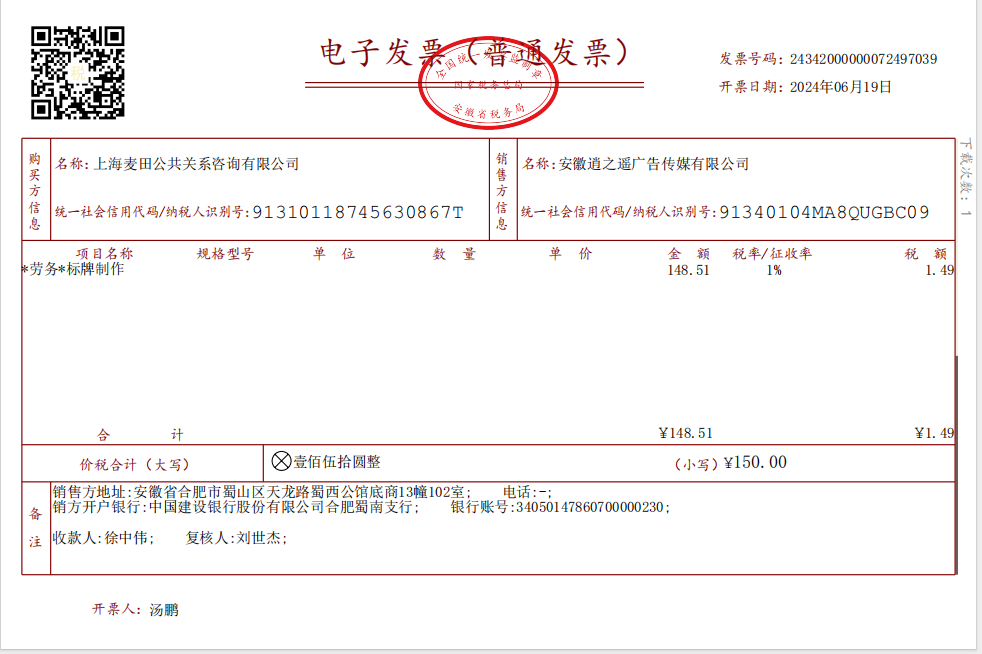 电子发票（普通发票）
全国统一发票监制章
国家税务总局
安徽省税务局
发票号码：24342000000072497039
开票日期：2024年06月19日
税
下载次数：1
购买方信息
名称：上海麦田公共关系咨询有限公司
统一社会信用代码/纳税人识别号：91310118745630867T
销售方信息
名称：安徽逍之遥广告传媒有限公司
统一社会信用代码/纳税人识别号：91340104MA8QUGBC09
项目名称 规格型号 单 位 数 量 单 价 金 额 税率/征收率 税 额
*劳务*标牌制作 148.51 1% 1.49
合 计 ¥148.51 ¥1.49
价税合计（大写） ⊗壹佰伍拾圆整 （小写）¥150.00
备注
销售方地址:安徽省合肥市蜀山区天龙路蜀西公馆底商13幢102室; 电话:-;
销方开户银行:中国建设银行股份有限公司合肥蜀南支行; 银行账号:34050147860700000230;
收款人:徐中伟; 复核人:刘世杰;
开票人：汤鹏